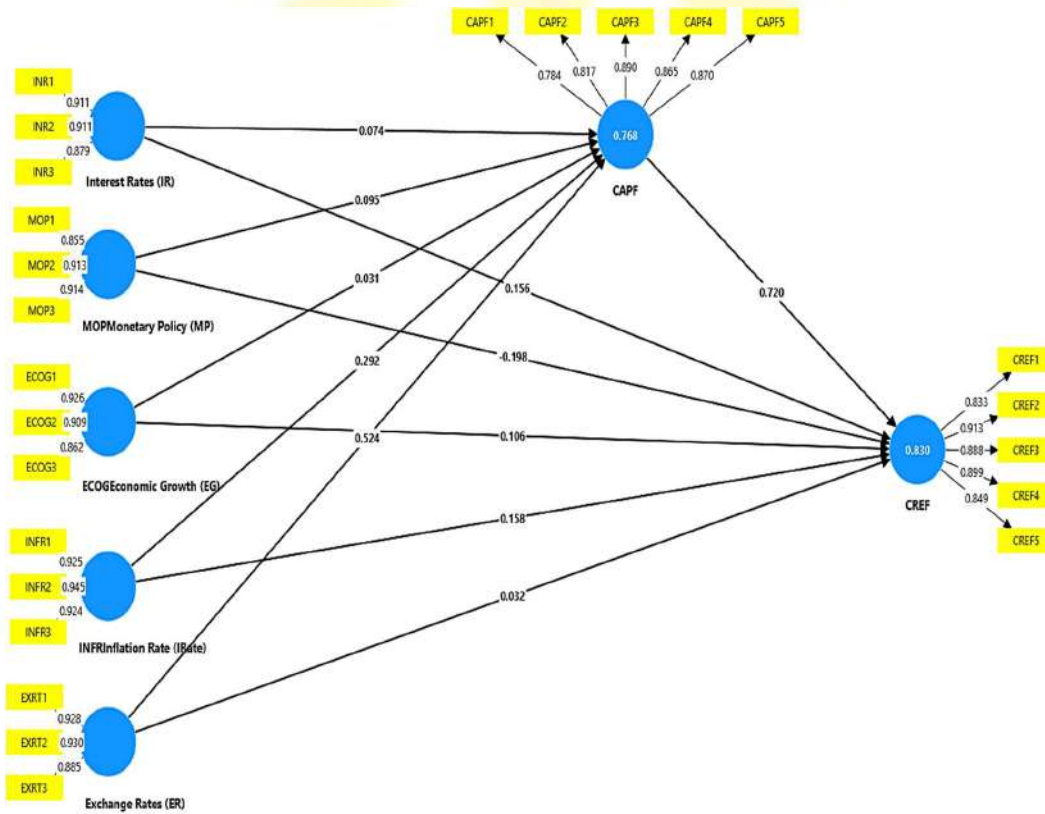 CAPF1
CAPF2
CAPF3
CAPF4
CAPF5
0.784
0.817
0.890
0.865
0.870
INR1
INR2
INR3
0.911
0.911
0.879
Interest Rates (IR)
0.074
0.768
CAPF
MOP1
MOP2
MOP3
0.855
0.913
0.914
MOPMonetary Policy (MP)
0.095
0.031
0.156
0.720
0.292
-0.198
ECOG1
ECOG2
ECOG3
0.926
0.909
0.862
ECOGEconomic Growth (EG)
0.524
0.106
0.830
CREF
CREF1
CREF2
CREF3
CREF4
CREF5
0.833
0.913
0.888
0.899
0.849
INFR1
INFR2
INFR3
0.925
0.945
0.924
INFRInflation Rate (IRate)
0.158
0.032
EXRT1
EXRT2
EXRT3
0.928
0.930
0.885
Exchange Rates (ER)